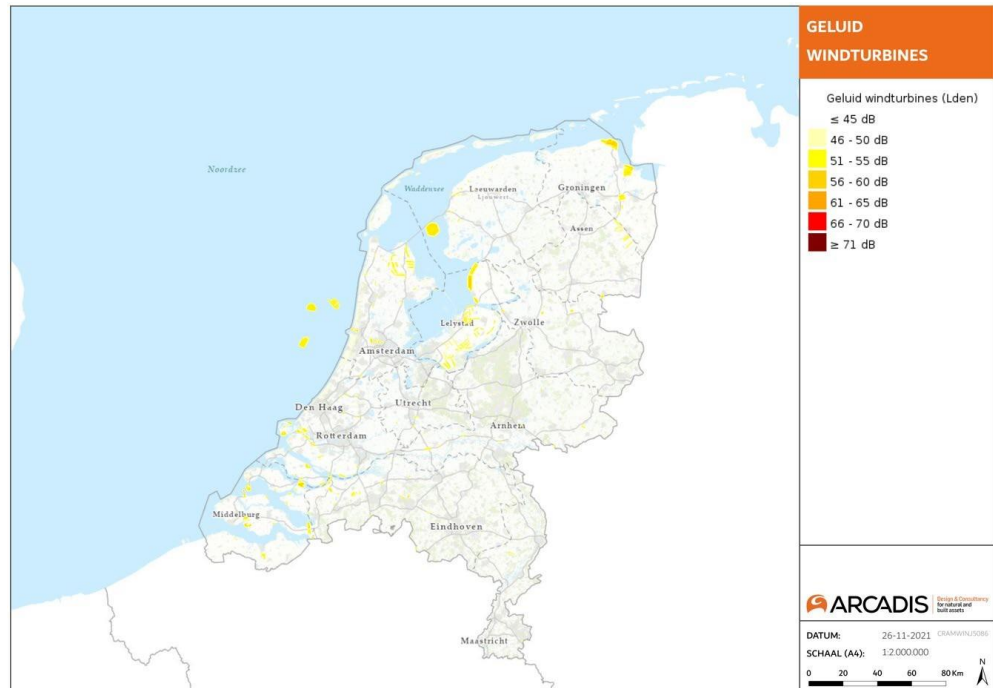 GELUID
WINDTURBINES
Geluid windturbines (Lden)
≤ 45 dB
46 - 50 dB
51 - 55 dB
56 - 60 dB
61 - 65 dB
66 - 70 dB
≥ 71 dB
Noordzee
Waddenzee
Leeuwarden
Ljouwert
Groningen
Assen
Lelystad
Zwolle
Amsterdam
Den Haag
Utrecht
Rotterdam
Arnhem
Middelburg
Eindhoven
Maastricht
ARCADIS
Design & Consultancy
for natural and
built assets
DATUM: 26-11-2021 CRAMWINJ5086
SCHAAL (A4): 1:2.000.000
0 20 40 60 80 Km
N